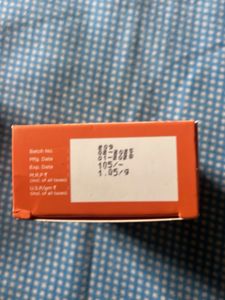 Batch No.
Mfg. Date
Exp. Date
M.R.P.₹ 105/-
(Incl. of all taxes)
U.S.P./gm ₹ 1.05/g
(Incl. of all taxes)